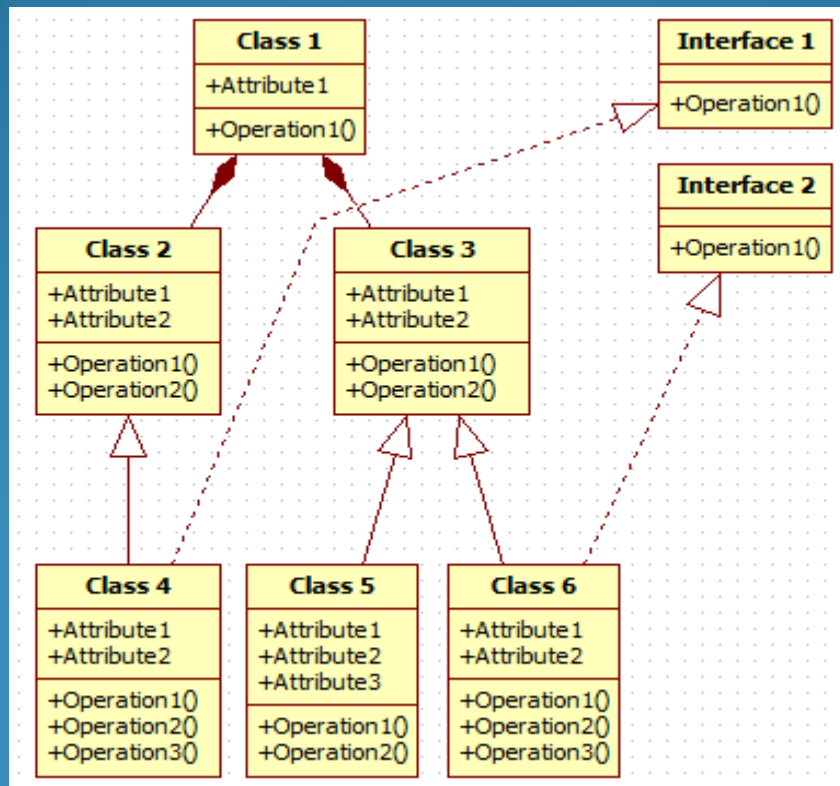 Class 1
+Attribute1
+Operation1()
Interface 1
+Operation1()
Interface 2
+Operation1()
Class 2
+Attribute1
+Attribute2
+Operation1()
+Operation2()
Class 3
+Attribute1
+Attribute2
+Operation1()
+Operation2()
Class 4
+Attribute1
+Attribute2
+Operation1()
+Operation2()
+Operation3()
Class 5
+Attribute1
+Attribute2
+Attribute3
+Operation1()
+Operation2()
Class 6
+Attribute1
+Attribute2
+Operation1()
+Operation2()
+Operation3()